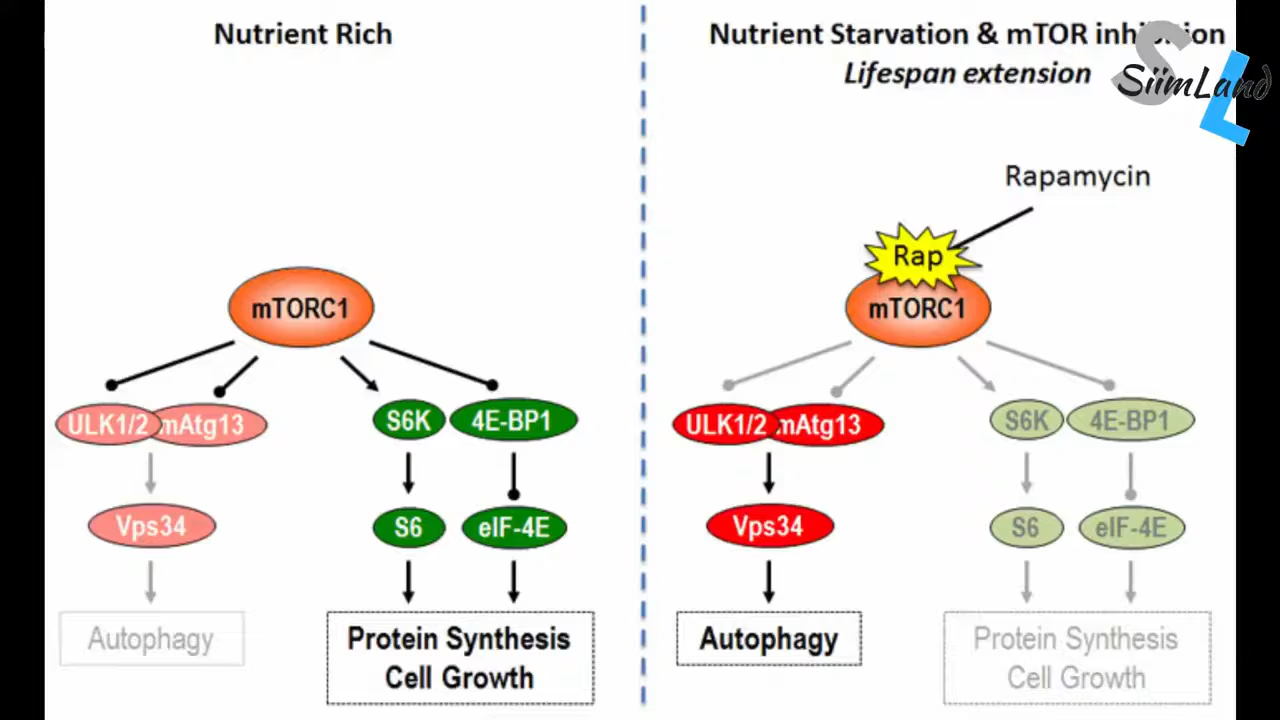 Nutrient Rich
mTORC1
ULK1/2 mAtg13
S6K 4E-BP1
Vps34
S6 eIF-4E
Autophagy
Protein Synthesis
Cell Growth
Nutrient Starvation & mTOR inhibition
Lifespan extension
SL
SiimLand
Rapamycin
Rap
mTORC1
ULK1/2 mAtg13
S6K 4E-BP1
Vps34
S6 eIF-4E
Autophagy
Protein Synthesis
Cell Growth